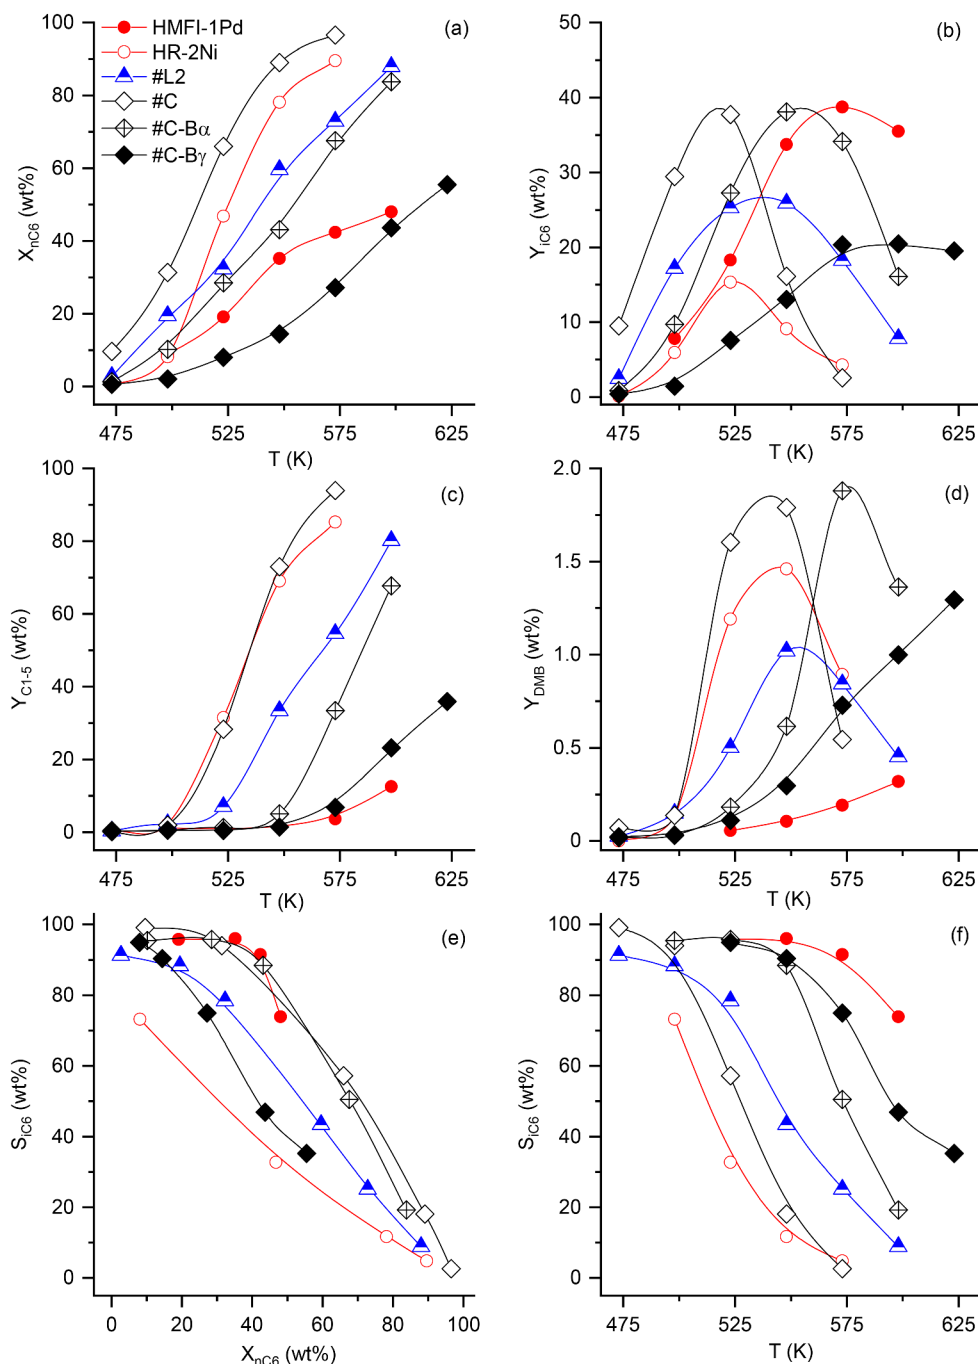 HMFI-1Pd
HR-2Ni
#L2
#C
#C-Bα
#C-Bγ
(a)
100
80
60
40
20
0
X_nC6 (wt%)
475 525 575 625
T (K)
(b)
50
40
30
20
10
0
Y_iC6 (wt%)
475 525 575 625
T (K)
(c)
100
80
60
40
20
0
Y_C1-5 (wt%)
475 525 575 625
T (K)
(d)
2.0
1.5
1.0
0.5
0
Y_DMB (wt%)
475 525 575 625
T (K)
(e)
100
80
60
40
20
0
S_iC6 (wt%)
0 20 40 60 80 100
X_nC6 (wt%)
(f)
100
80
60
40
20
0
S_iC6 (wt%)
475 525 575 625
T (K)